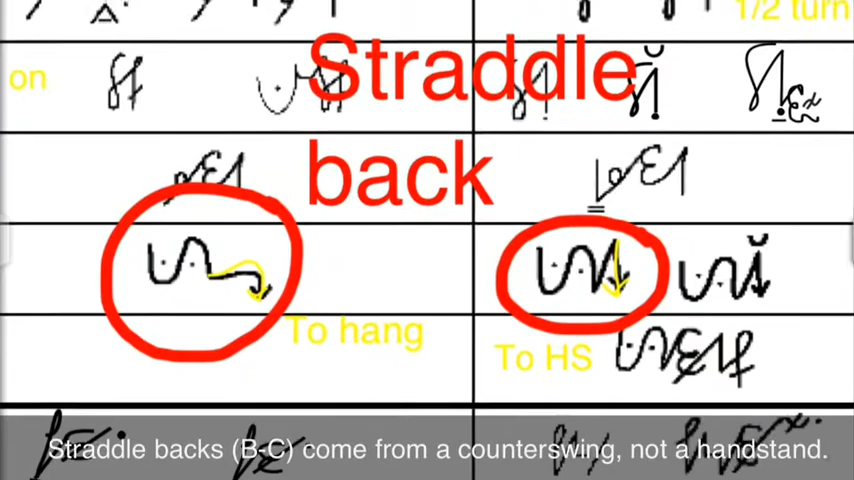 1/2 turn
on
Straddle
back
To hang
To HS
Straddle backs (B-C) come from a counterswing, not a handstand.